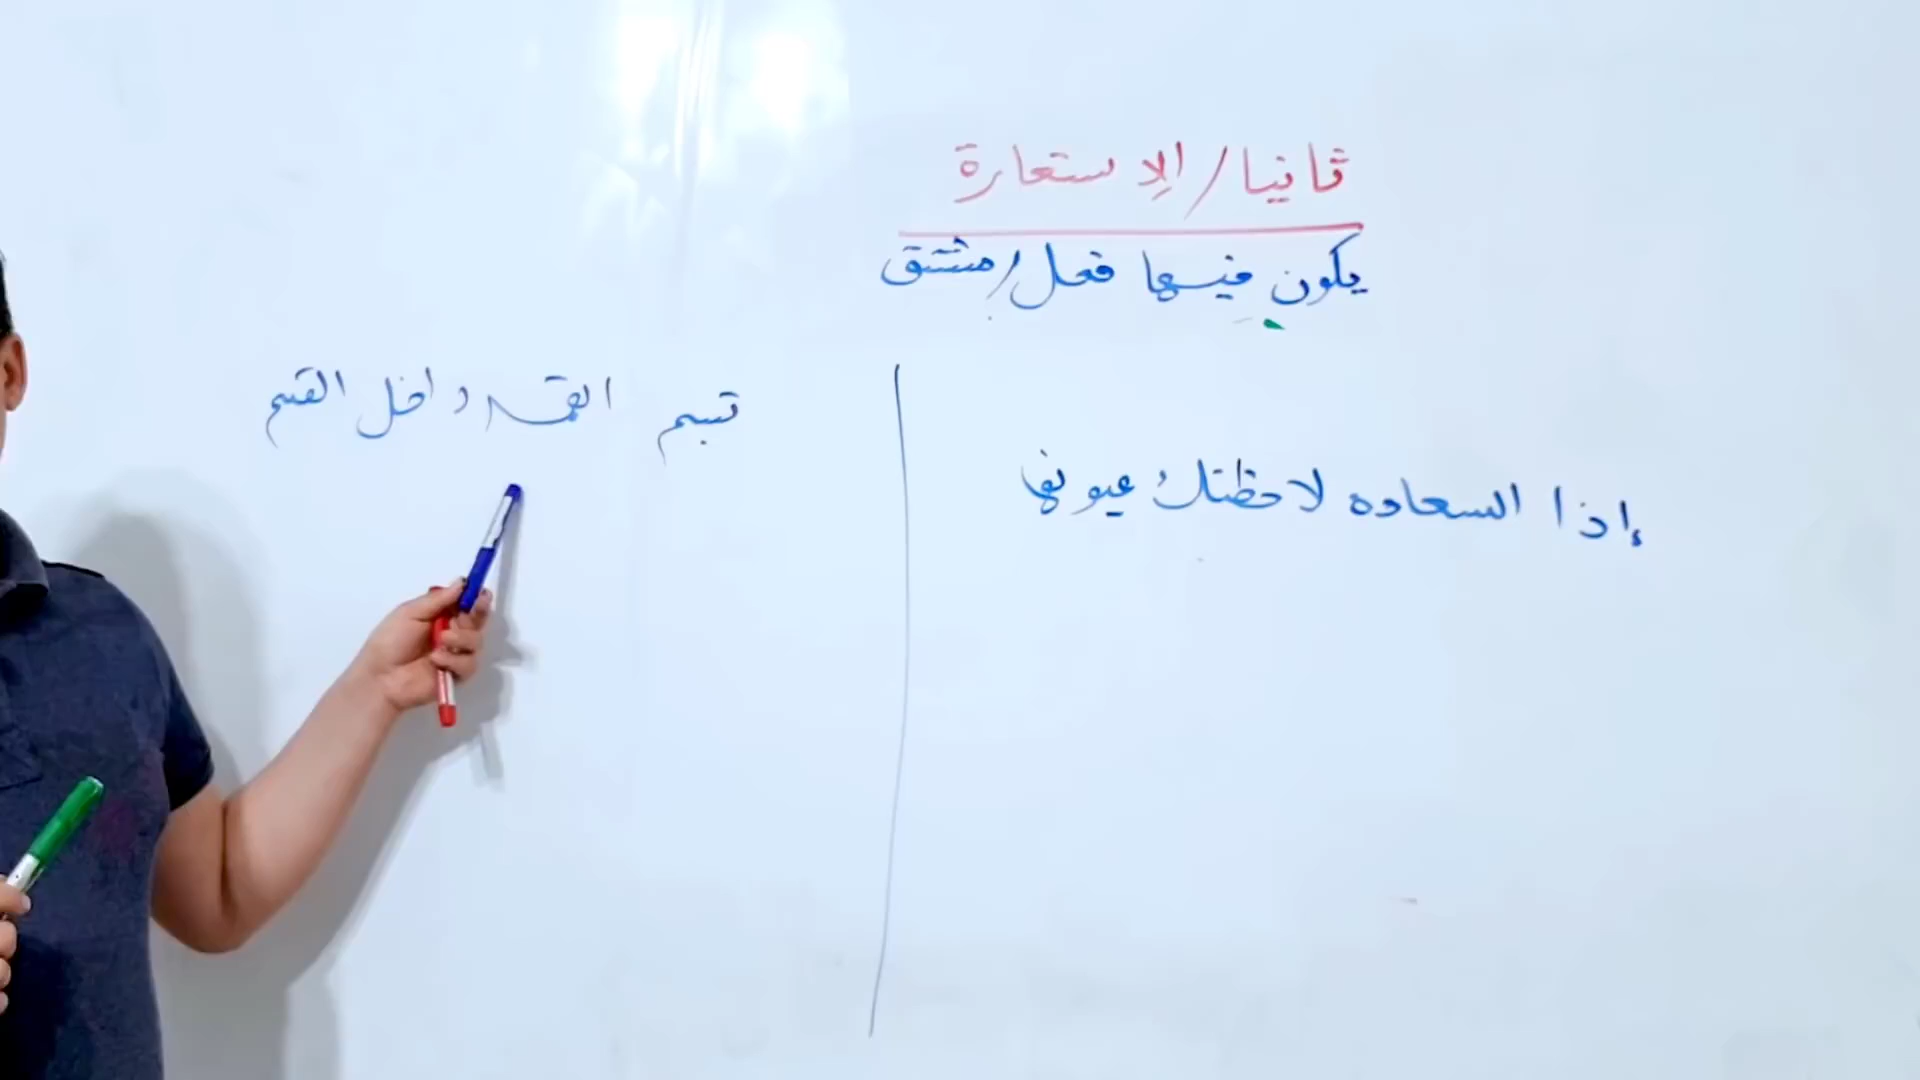 ثانيا / الإستعارة
يكون فيها فعل / مشتق
إذا السعاده لاحظتك عيونها
تبسم القمر داخل القسم